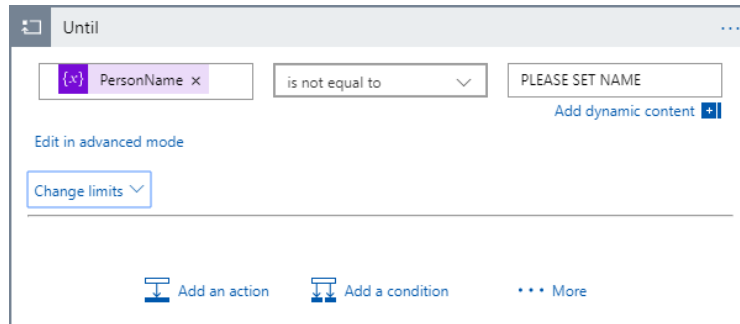 Until ...
{x} PersonName × is not equal to PLEASE SET NAME
Add dynamic content
Edit in advanced mode
Change limits
Add an action Add a condition ... More